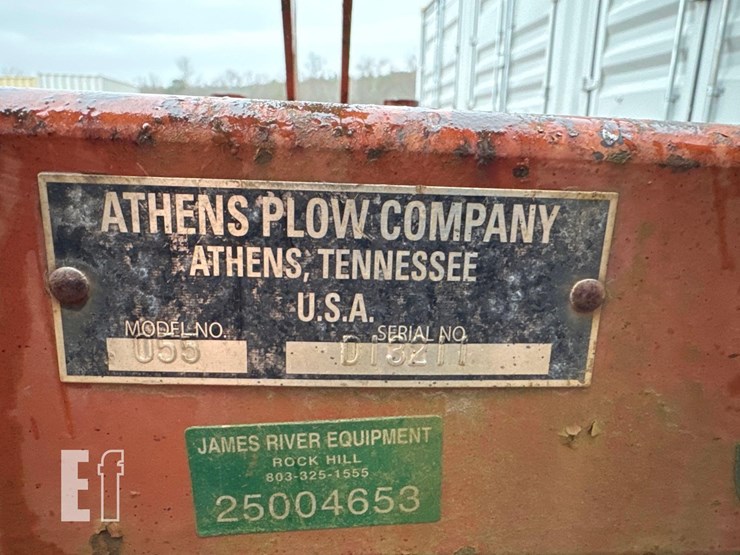 ATHENS PLOW COMPANY
ATHENS, TENNESSEE
U.S.A.
MODEL NO. SERIAL NO.
JAMES RIVER EQUIPMENT
ROCK HILL
803-325-1555
25004653
Ef